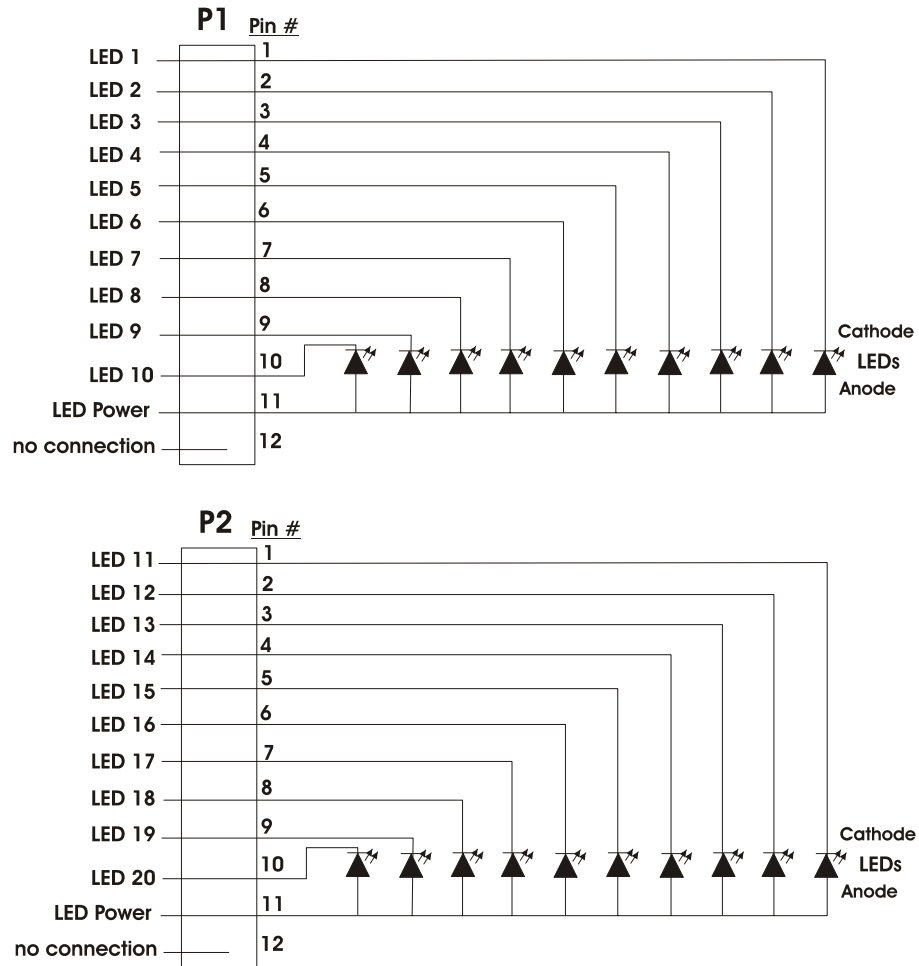 P1 Pin #
LED 1 1
LED 2 2
LED 3 3
LED 4 4
LED 5 5
LED 6 6
LED 7 7
LED 8 8
LED 9 9
Cathode
LED 10 10
LEDs
Anode
LED Power 11
no connection 12
P2 Pin #
LED 11 1
LED 12 2
LED 13 3
LED 14 4
LED 15 5
LED 16 6
LED 17 7
LED 18 8
LED 19 9
Cathode
LED 20 10
LEDs
Anode
LED Power 11
no connection 12